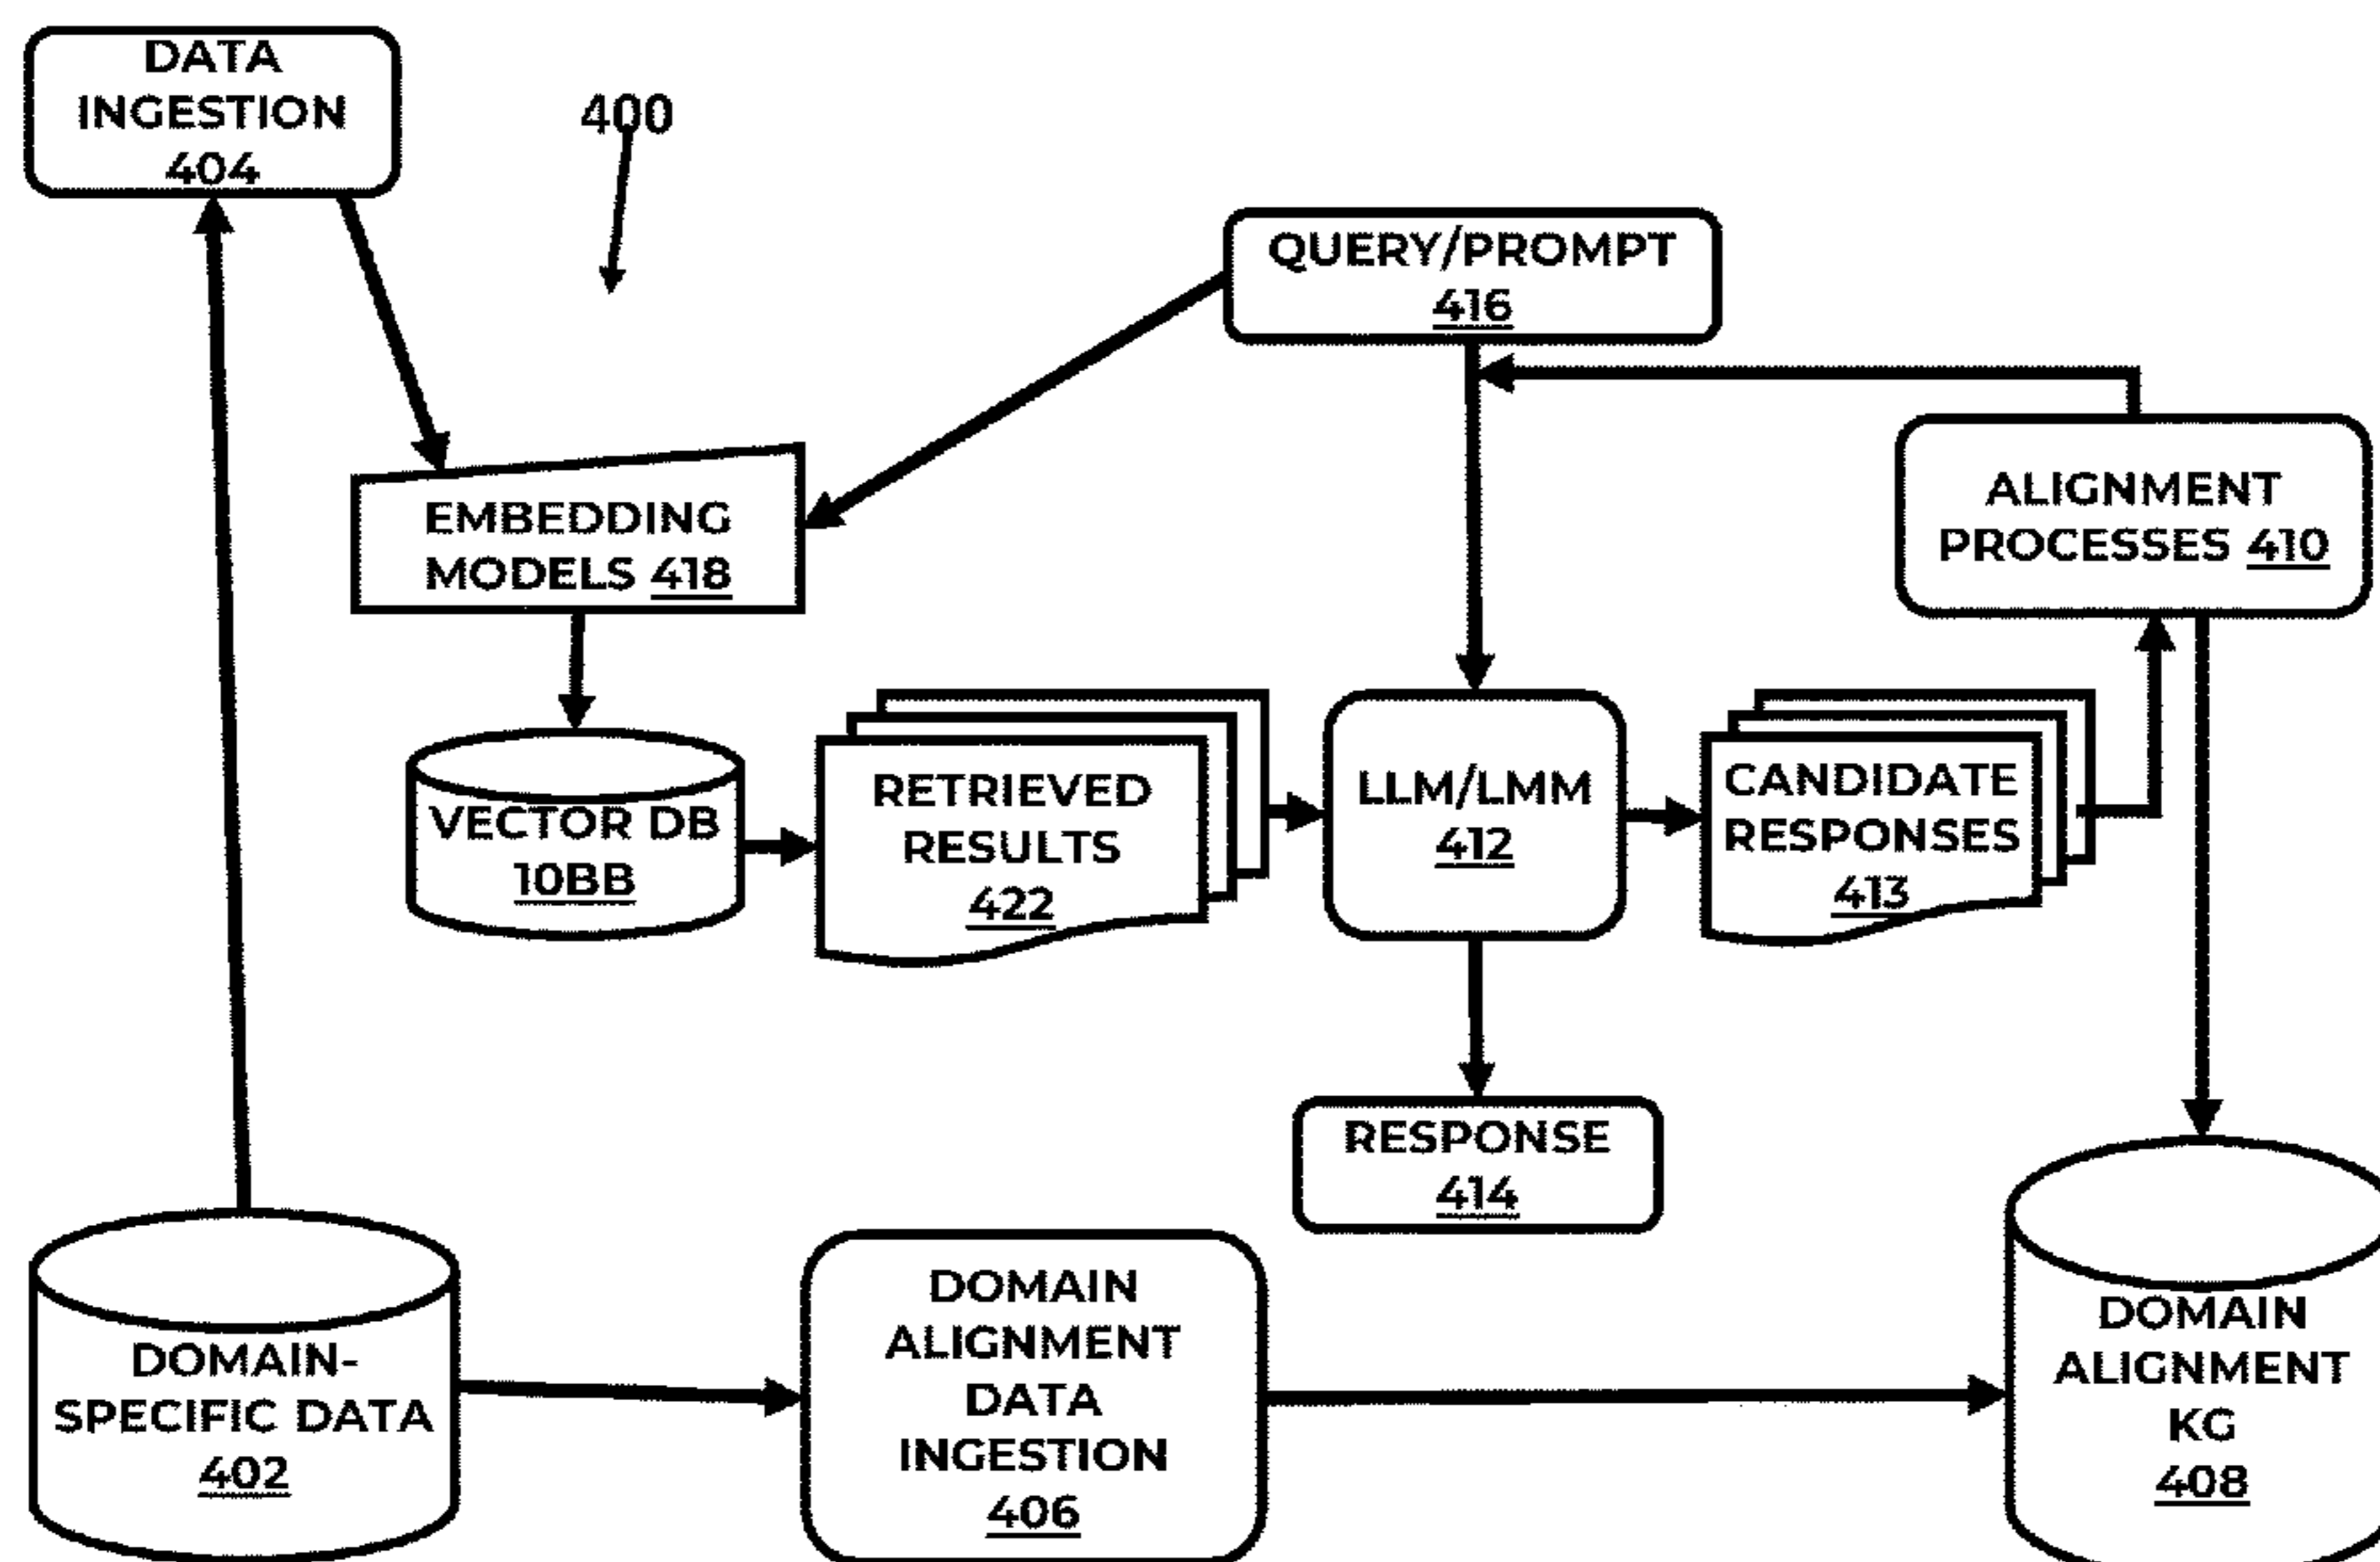 DATA
INGESTION
404
400
QUERY/PROMPT
416
ALIGNMENT
PROCESSES 410
EMBEDDING
MODELS 418
VECTOR DB
10BB
RETRIEVED
RESULTS
422
LLM/LMM
412
CANDIDATE
RESPONSES
413
RESPONSE
414
DOMAIN-
SPECIFIC DATA
402
DOMAIN
ALIGNMENT
DATA
INGESTION
406
DOMAIN
ALIGNMENT
KG
408